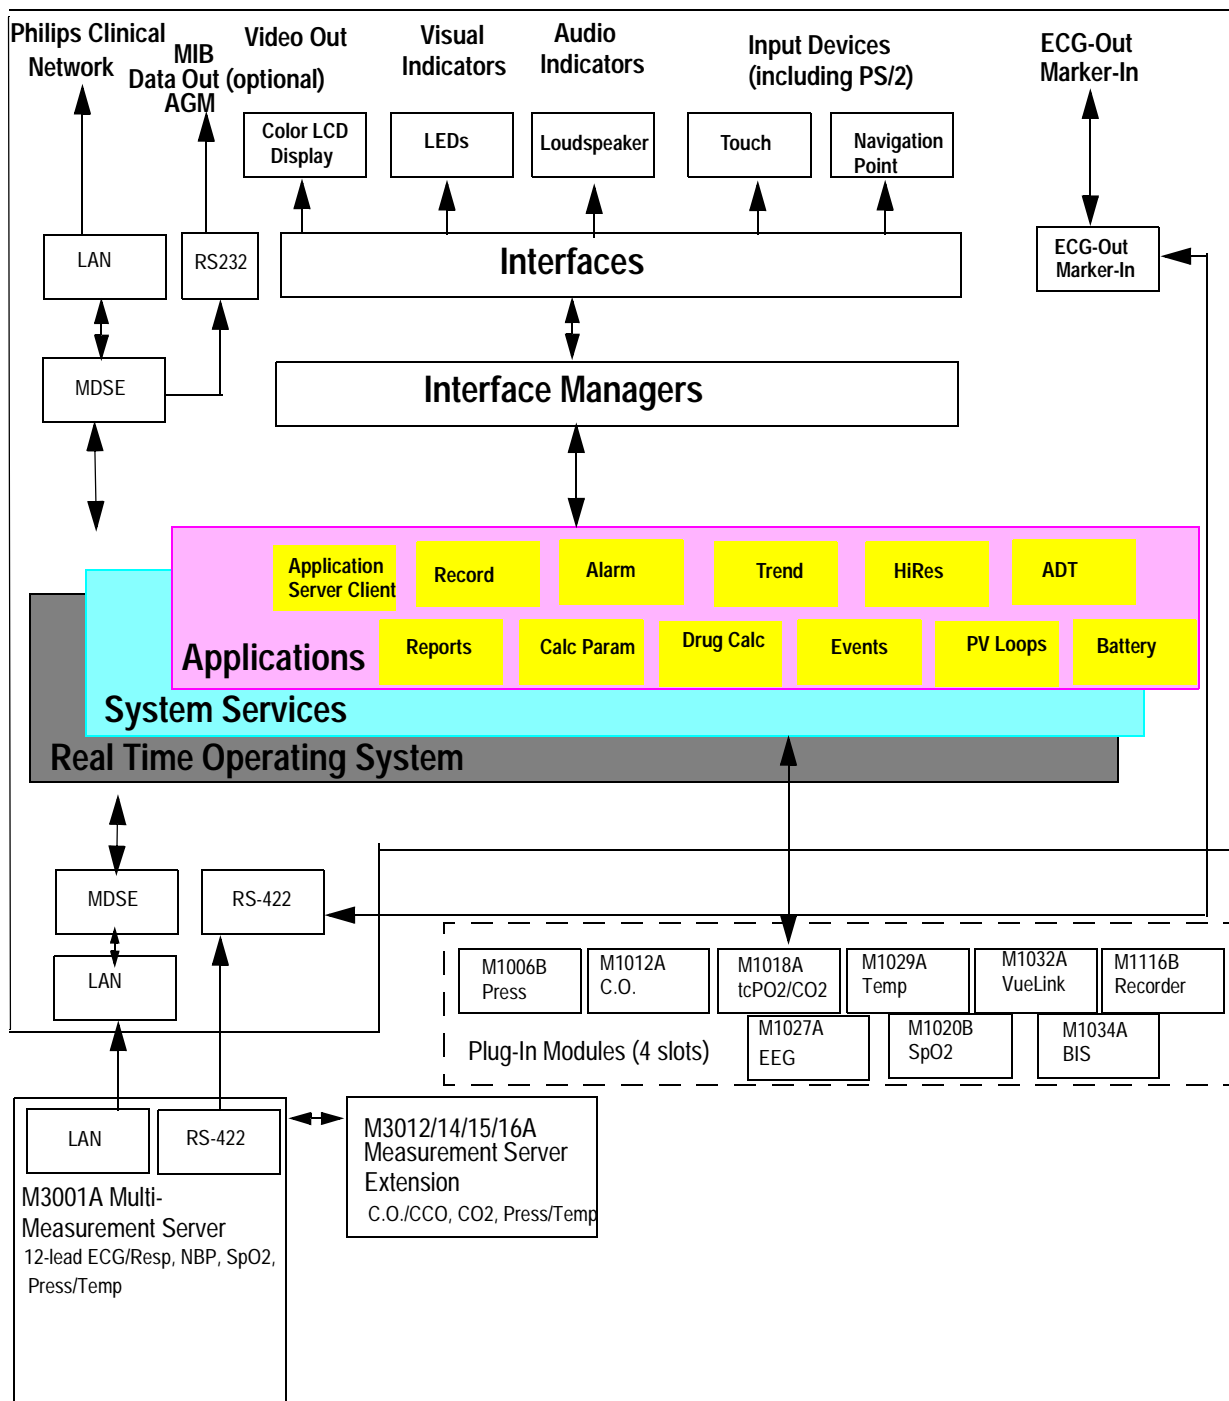 Philips Clinical
Network
MIB
Data Out (optional)
AGM
Video Out
Visual
Indicators
Audio
Indicators
Input Devices
(including PS/2)
ECG-Out
Marker-In
Color LCD
Display
LEDs
Loudspeaker
Touch
Navigation
Point
LAN
RS232
Interfaces
ECG-Out
Marker-In
MDSE
Interface Managers
Application
Server Client
Record
Alarm
Trend
HiRes
ADT
Applications
Reports
Calc Param
Drug Calc
Events
PV Loops
Battery
System Services
Real Time Operating System
MDSE
RS-422
LAN
M1006B
Press
M1012A
C.O.
M1018A
tcPO2/CO2
M1029A
Temp
M1032A
VueLink
M1116B
Recorder
Plug-In Modules (4 slots)
M1027A
EEG
M1020B
SpO2
M1034A
BIS
LAN
RS-422
M3001A Multi-
Measurement Server
12-lead ECG/Resp, NBP, SpO2,
Press/Temp
M3012/14/15/16A
Measurement Server
Extension
C.O./CCO, CO2, Press/Temp